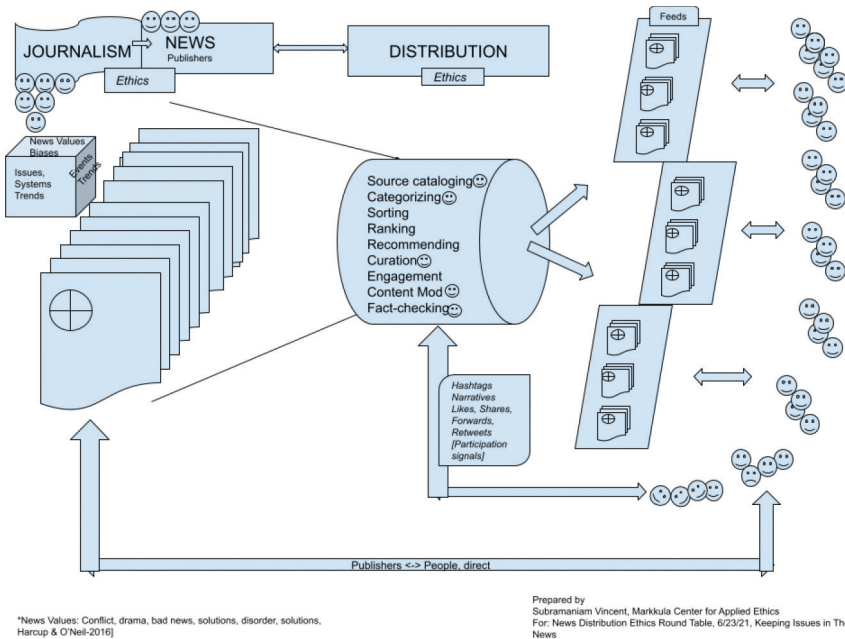 JOURNALISM
NEWS
Publishers
Ethics
DISTRIBUTION
Ethics
Feeds
News Values
Biases
Events
Trends
Issues,
Systems
Trends
Source cataloging
Categorizing
Sorting
Ranking
Recommending
Curation
Engagement
Content Mod
Fact-checking
Hashtags
Narratives
Likes, Shares,
Forwards,
Retweets
[Participation
signals]
Publishers <-> People, direct
*News Values: Conflict, drama, bad news, solutions, disorder, solutions,
Harcup & O'Neil-2016]
Prepared by
Subramaniam Vincent, Markkula Center for Applied Ethics
For: News Distribution Ethics Round Table, 6/23/21, Keeping Issues in Th
News